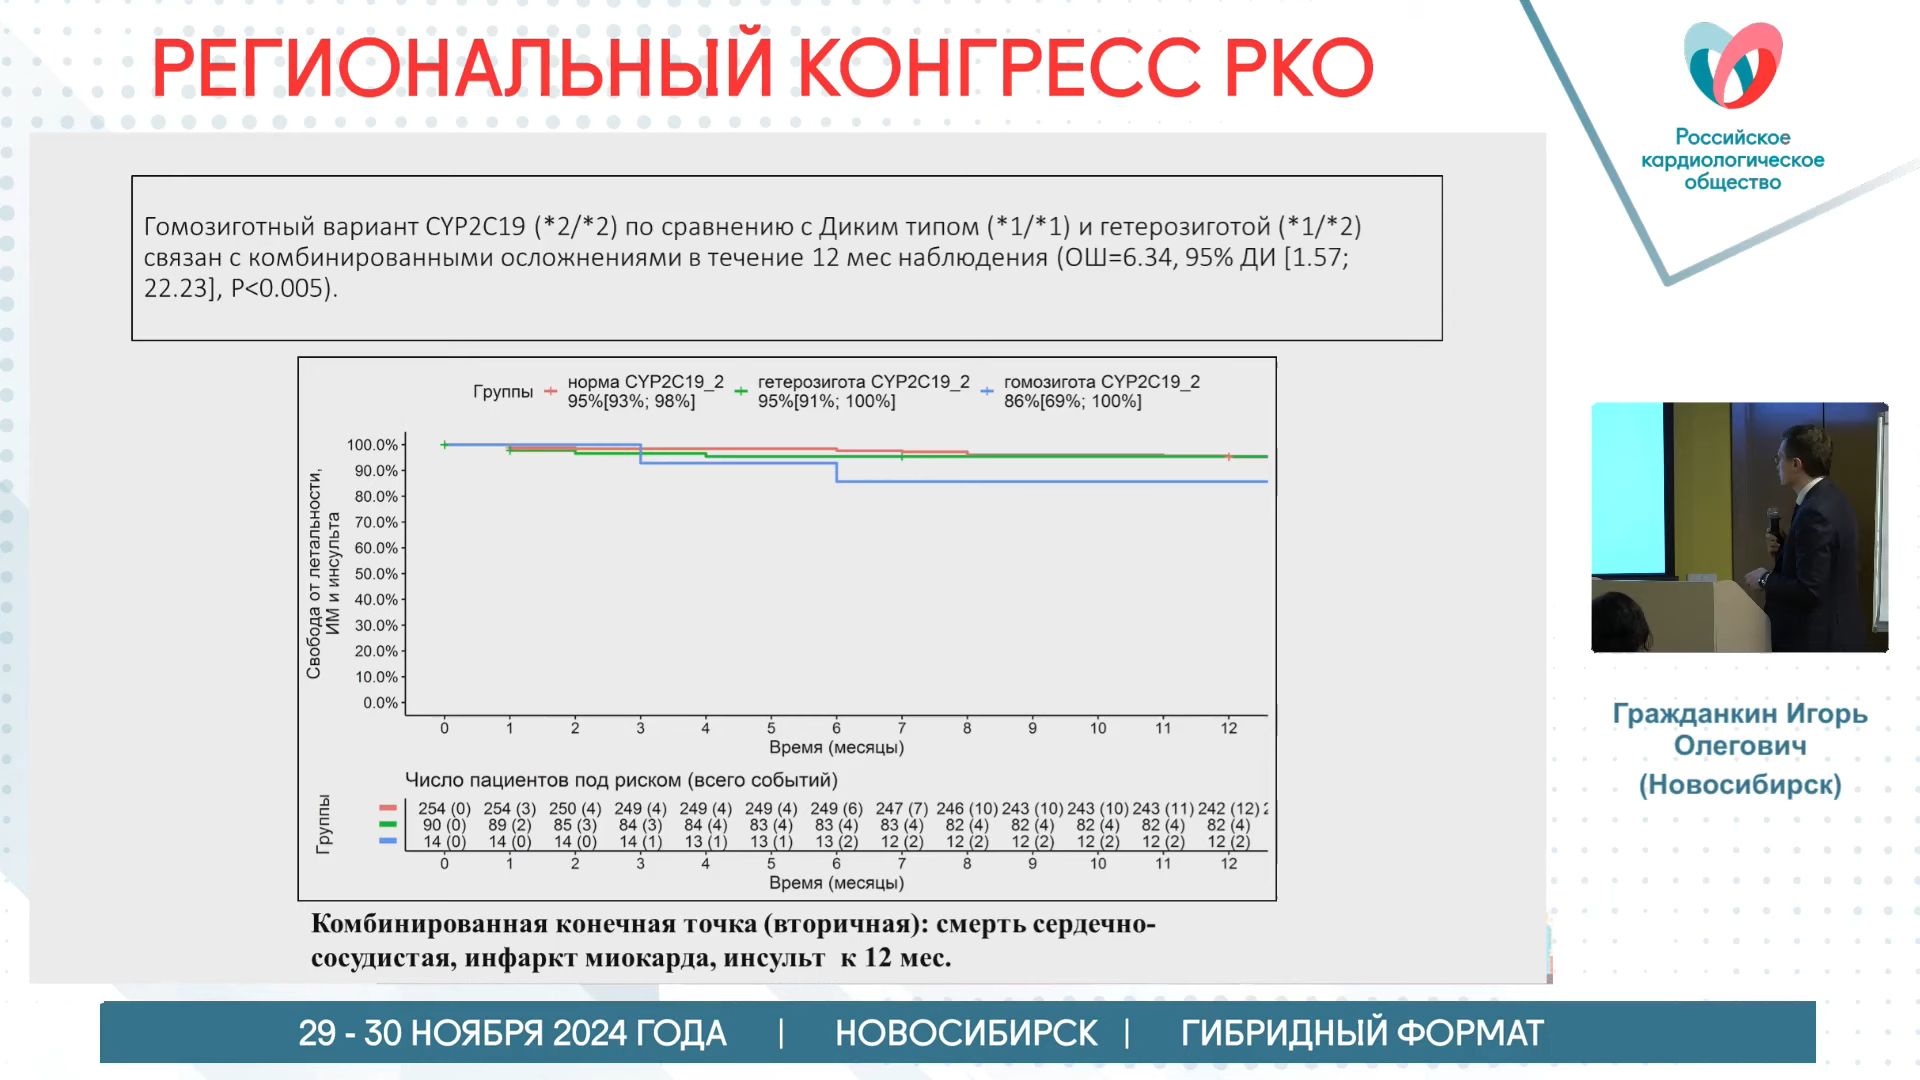 РЕГИОНАЛЬНЫЙ КОНГРЕСС РКО
Российское
кардиологическое
общество
Гомозиготный вариант CYP2C19 (*2/*2) по сравнению с Диким типом (*1/*1) и гетерозиготой (*1/*2)
связан с комбинированными осложнениями в течение 12 мес наблюдения (ОШ=6.34, 95% ДИ [1.57;
22.23], P<0.005).
Группы
норма CYP2C19_2
95%[93%; 98%]
гетерозигота CYP2C19_2
95%[91%; 100%]
гомозигота CYP2C19_2
86%[69%; 100%]
Свобода от летальности,
ИМ и инсульта
100.0%
90.0%
80.0%
70.0%
60.0%
50.0%
40.0%
30.0%
20.0%
10.0%
0.0%
0 1 2 3 4 5 6 7 8 9 10 11 12
Время (месяцы)
Число пациентов под риском (всего событий)
Группы
254 (0) 254 (3) 250 (4) 249 (4) 249 (4) 249 (4) 249 (6) 247 (7) 246 (10) 243 (10) 243 (10) 243 (11) 242 (12)
90 (0) 89 (2) 85 (3) 84 (3) 84 (4) 83 (4) 83 (4) 83 (4) 82 (4) 82 (4) 82 (4) 82 (4) 82 (4)
14 (0) 14 (0) 14 (0) 14 (1) 13 (1) 13 (1) 13 (2) 12 (2) 12 (2) 12 (2) 12 (2) 12 (2) 12 (2)
0 1 2 3 4 5 6 7 8 9 10 11 12
Время (месяцы)
Комбинированная конечная точка (вторичная): смерть сердечно-
сосудистая, инфаркт миокарда, инсульт к 12 мес.
Гражданкин Игорь
Олегович
(Новосибирск)
29 - 30 НОЯБРЯ 2024 ГОДА | НОВОСИБИРСК | ГИБРИДНЫЙ ФОРМАТ